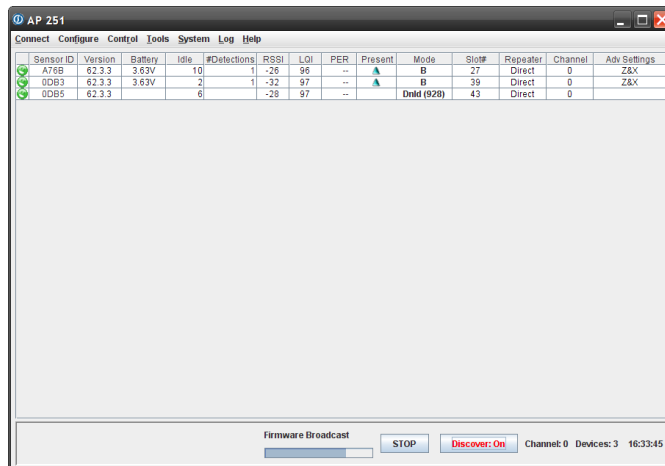 AP 251
Connect Configure Control Tools System Log Help
Sensor ID Version Battery Idle #Detections RSSI LQI PER Present Mode Slot# Repeater Channel Adv Settings
A76B 62.3.3 3.63V 10 1 -26 96 -- B 27 Direct 0 Z&X
0DB3 62.3.3 3.63V 2 1 -32 97 -- B 39 Direct 0 Z&X
0DB5 62.3.3 6 -28 97 -- Dnld (928) 43 Direct 0
Firmware Broadcast
STOP Discover: On Channel: 0 Devices: 3 16:33:45